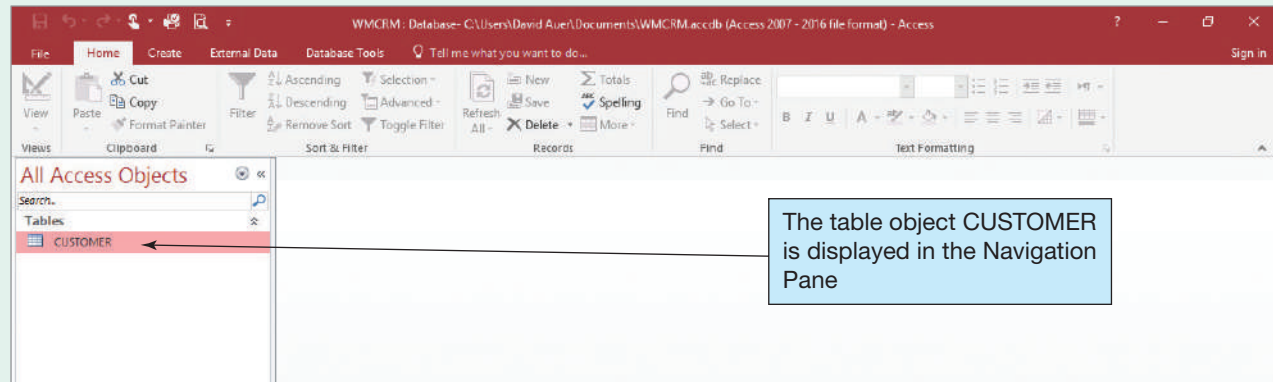 WMCRM : Database- C:\Users\David Auer\Documents\WMCRM.accdb (Access 2007 - 2016 file format) - Access
?
File Home Create External Data Database Tools Tell me what you want to do... Sign in
View
Paste
Cut
Copy
Format Painter
Filter
Ascending
Descending
Remove Sort
Selection
Advanced
Toggle Filter
Refresh
All
New
Save
Delete
Totals
Spelling
More
Find
Replace
Go To
Select
B I U A
Views Clipboard Sort & Filter Records Find Text Formatting
All Access Objects
Search..
Tables
CUSTOMER
The table object CUSTOMER
is displayed in the Navigation
Pane